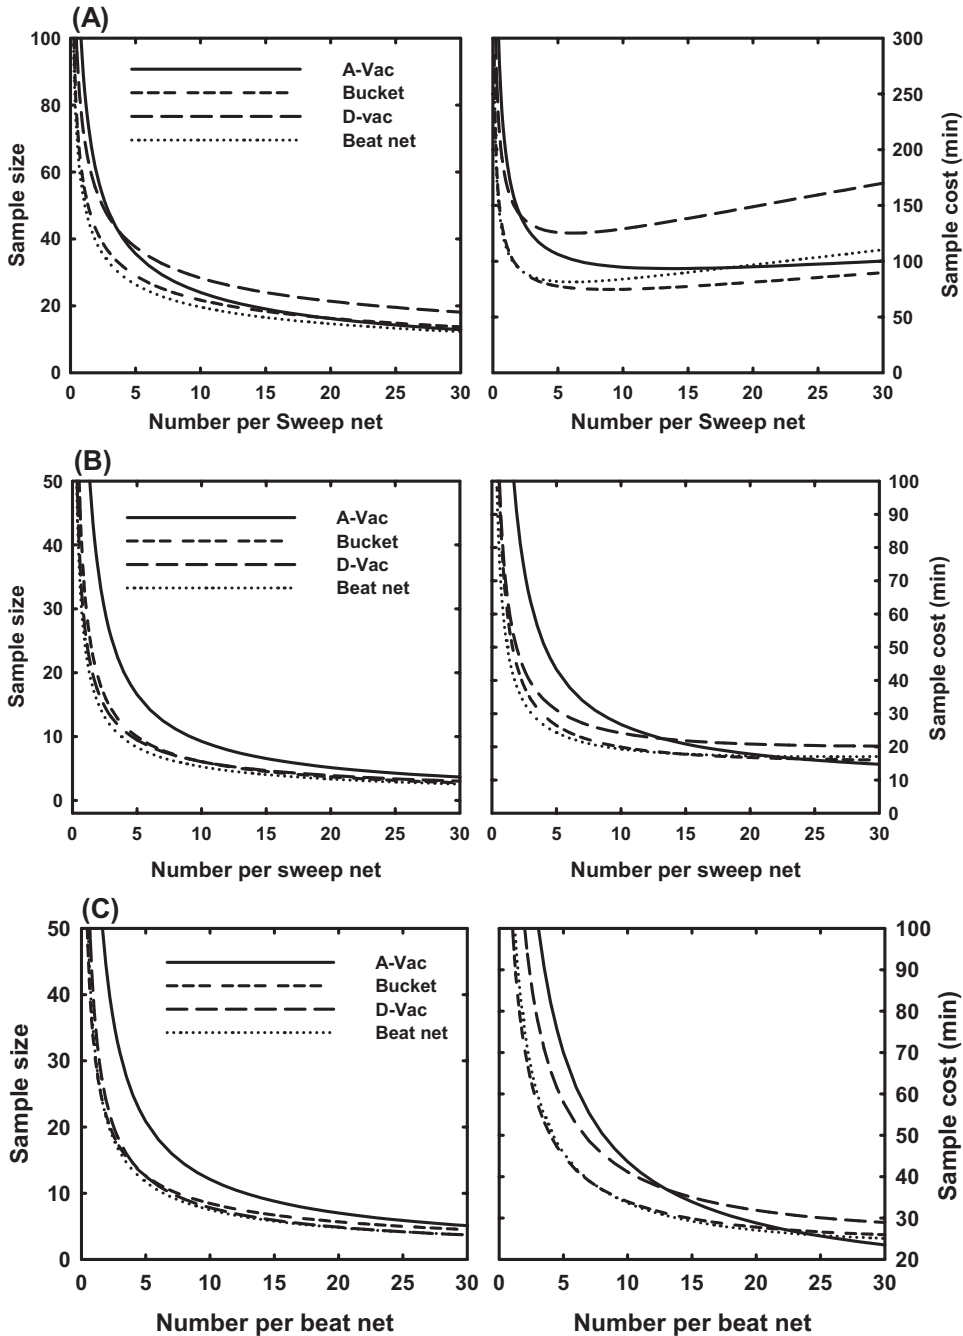 (A)
100
80
60
40
20
0
Sample size
A-Vac
Bucket
D-vac
Beat net
0 5 10 15 20 25 30
Number per Sweep net
300
250
200
150
100
50
0
Sample cost (min)
0 5 10 15 20 25 30
Number per Sweep net
(B)
50
40
30
20
10
0
Sample size
A-Vac
Bucket
D-Vac
Beat net
0 5 10 15 20 25 30
Number per sweep net
100
90
80
70
60
50
40
30
20
10
0
Sample cost (min)
0 5 10 15 20 25 30
Number per sweep net
(C)
50
40
30
20
10
0
Sample size
A-Vac
Bucket
D-Vac
Beat net
0 5 10 15 20 25 30
Number per beat net
100
90
80
70
60
50
40
30
20
Sample cost (min)
0 5 10 15 20 25 30
Number per beat net